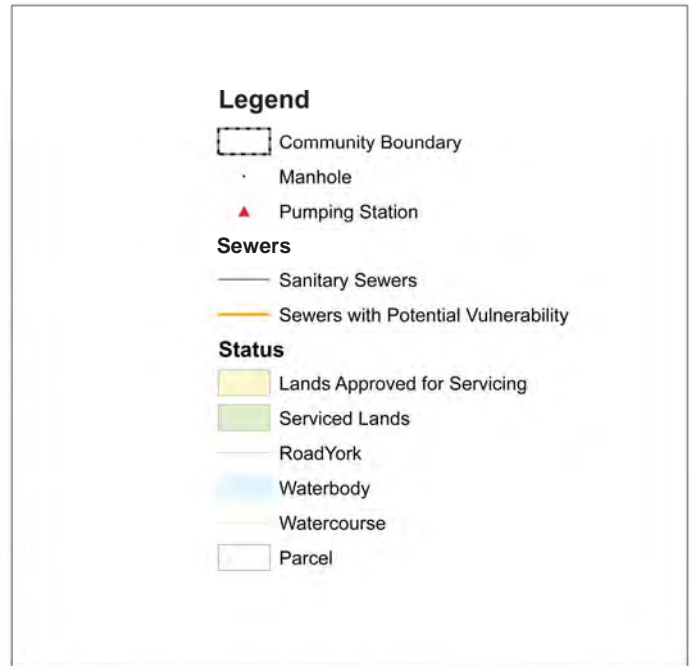 Legend
Community Boundary
Manhole
Pumping Station
Sewers
Sanitary Sewers
Sewers with Potential Vulnerability
Status
Lands Approved for Servicing
Serviced Lands
RoadYork
Waterbody
Watercourse
Parcel